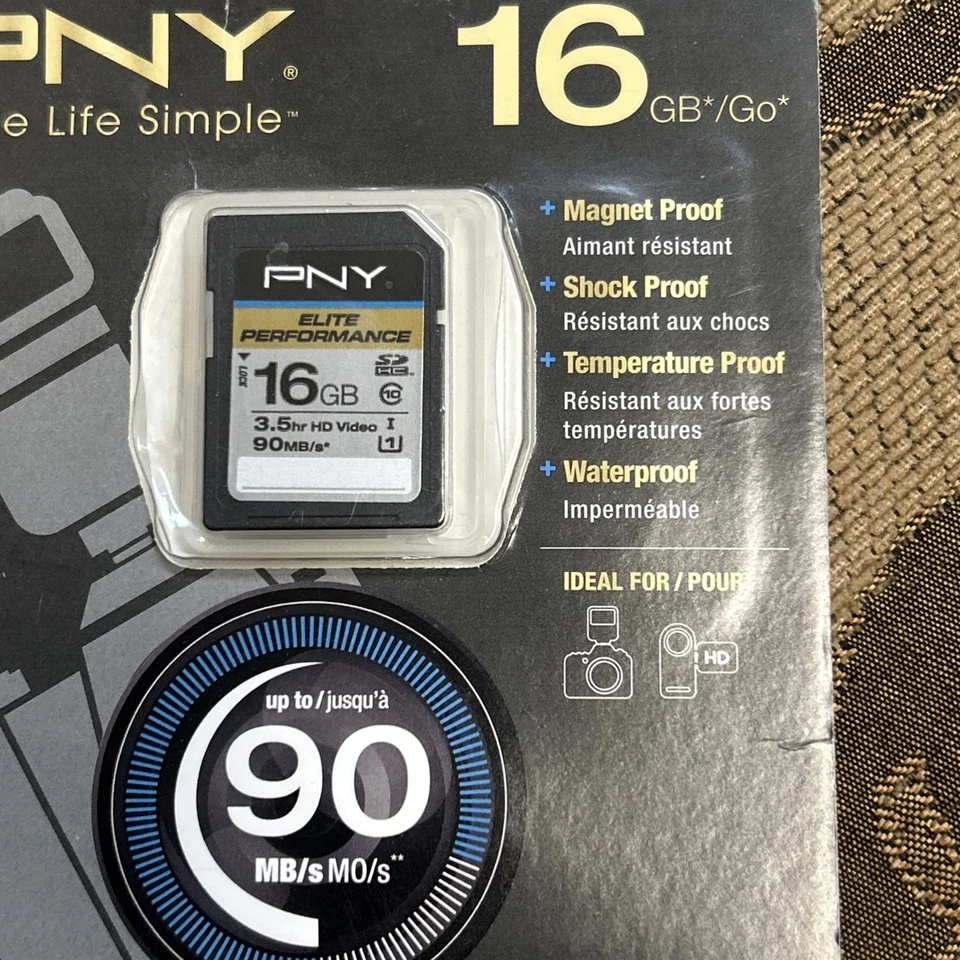 PNY®
e Life Simple™
16 GB*/Go*
+ Magnet Proof
Aimant résistant
+ Shock Proof
Résistant aux chocs
+ Temperature Proof
Résistant aux fortes
températures
+ Waterproof
Imperméable
IDEAL FOR / POUR
HD
PNY
ELITE
PERFORMANCE
LOCK
16GB
SDHC
10
3.5hr HD Video I
90MB/s* 1
up to / jusqu'à
90
MB/s MO/s**